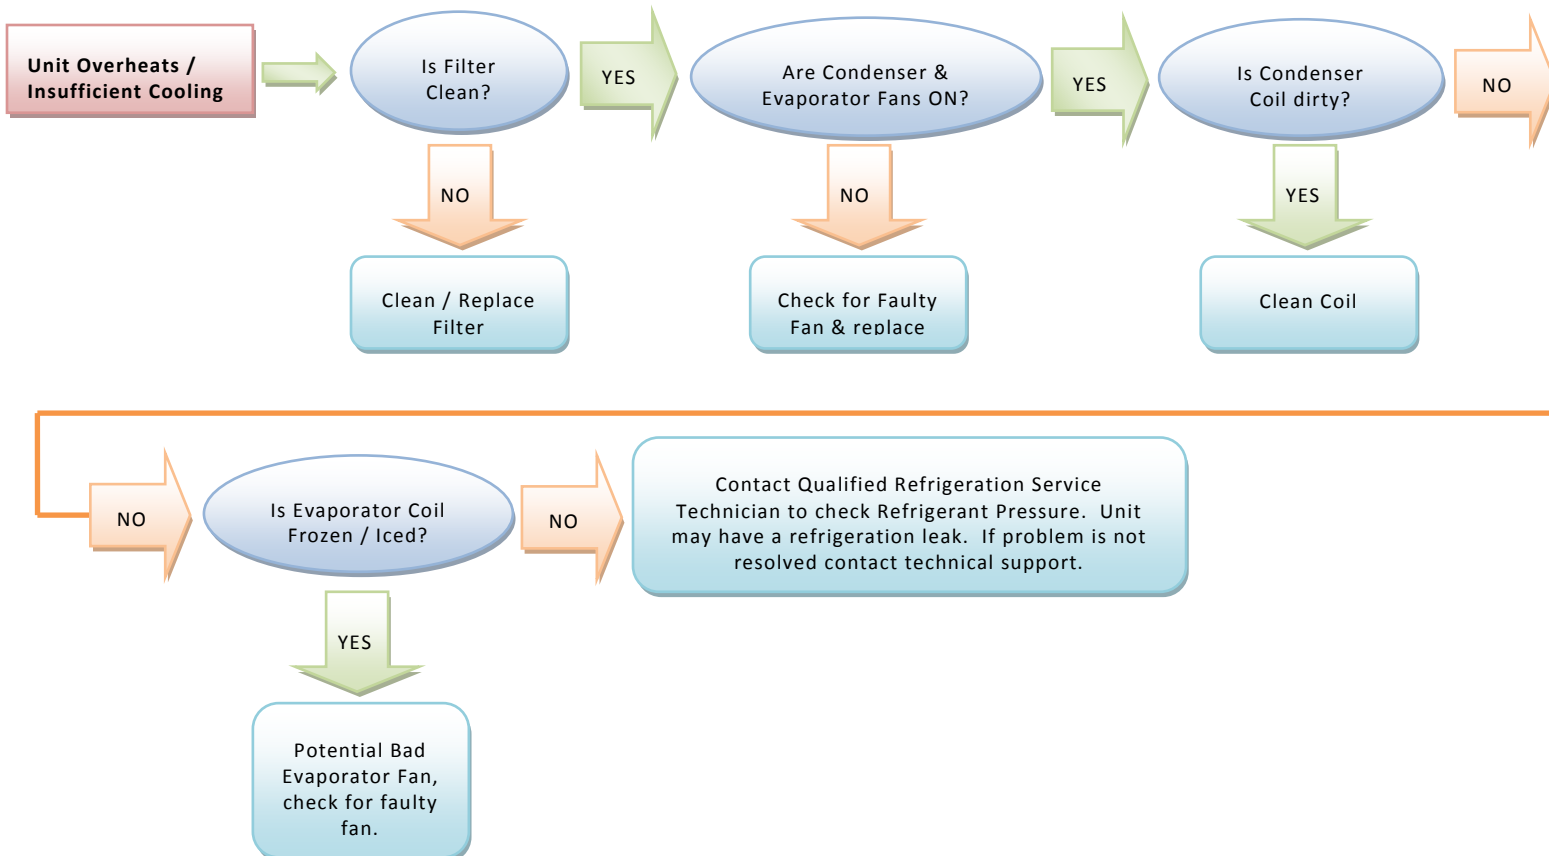 Unit Overheats /
Insufficient Cooling
Is Filter
Clean?
YES
Are Condenser &
Evaporator Fans ON?
YES
Is Condenser
Coil dirty?
NO
NO
NO
YES
Clean / Replace
Filter
Check for Faulty
Fan & replace
Clean Coil
NO
Is Evaporator Coil
Frozen / Iced?
NO
Contact Qualified Refrigeration Service
Technician to check Refrigerant Pressure. Unit
may have a refrigeration leak. If problem is not
resolved contact technical support.
YES
Potential Bad
Evaporator Fan,
check for faulty
fan.